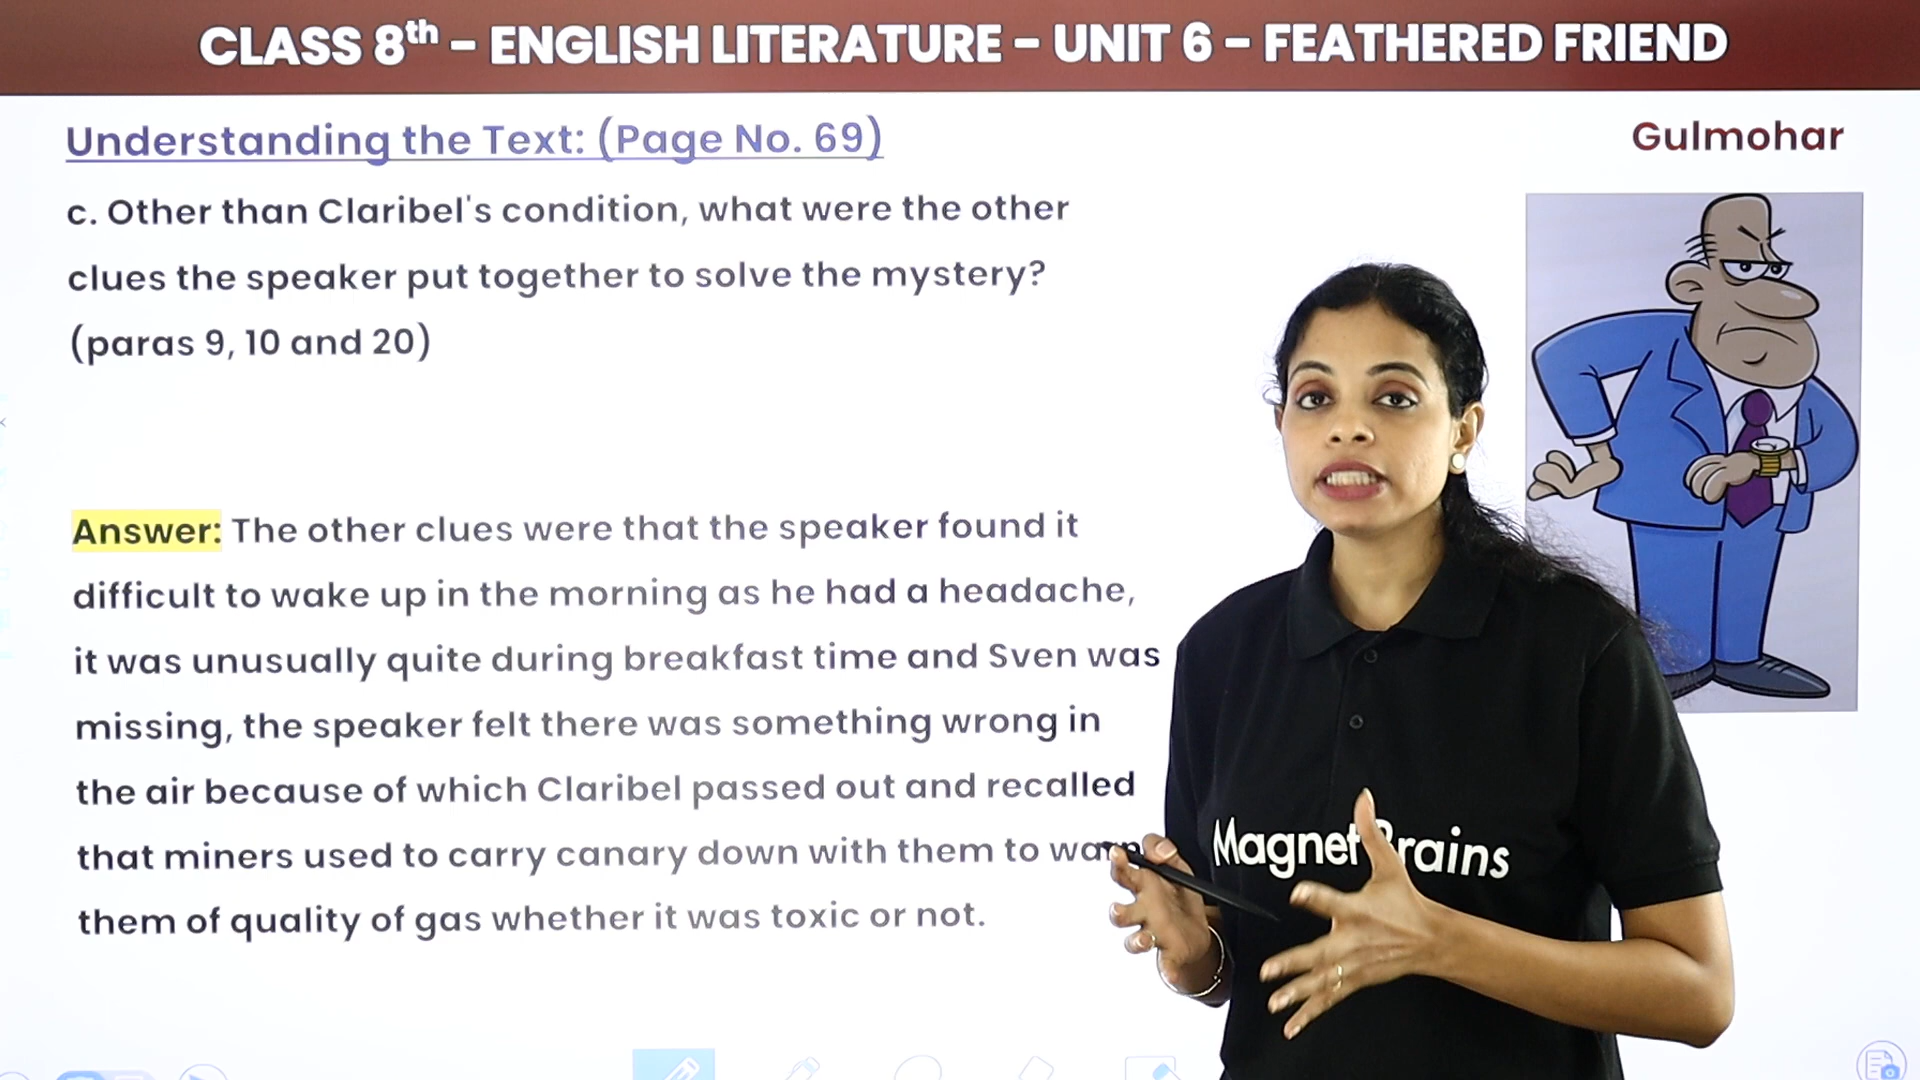 CLASS 8th – ENGLISH LITERATURE – UNIT 6 – FEATHERED FRIEND
Understanding the Text: (Page No. 69)
Gulmohar
c. Other than Claribel's condition, what were the other
clues the speaker put together to solve the mystery?
(paras 9, 10 and 20)
Answer: The other clues were that the speaker found it
difficult to wake up in the morning as he had a headache,
it was unusually quite during breakfast time and Sven was
missing, the speaker felt there was something wrong in
the air because of which Claribel passed out and recalled
that miners used to carry canary down with them to warn
them of quality of gas whether it was toxic or not.
Magnet Brains